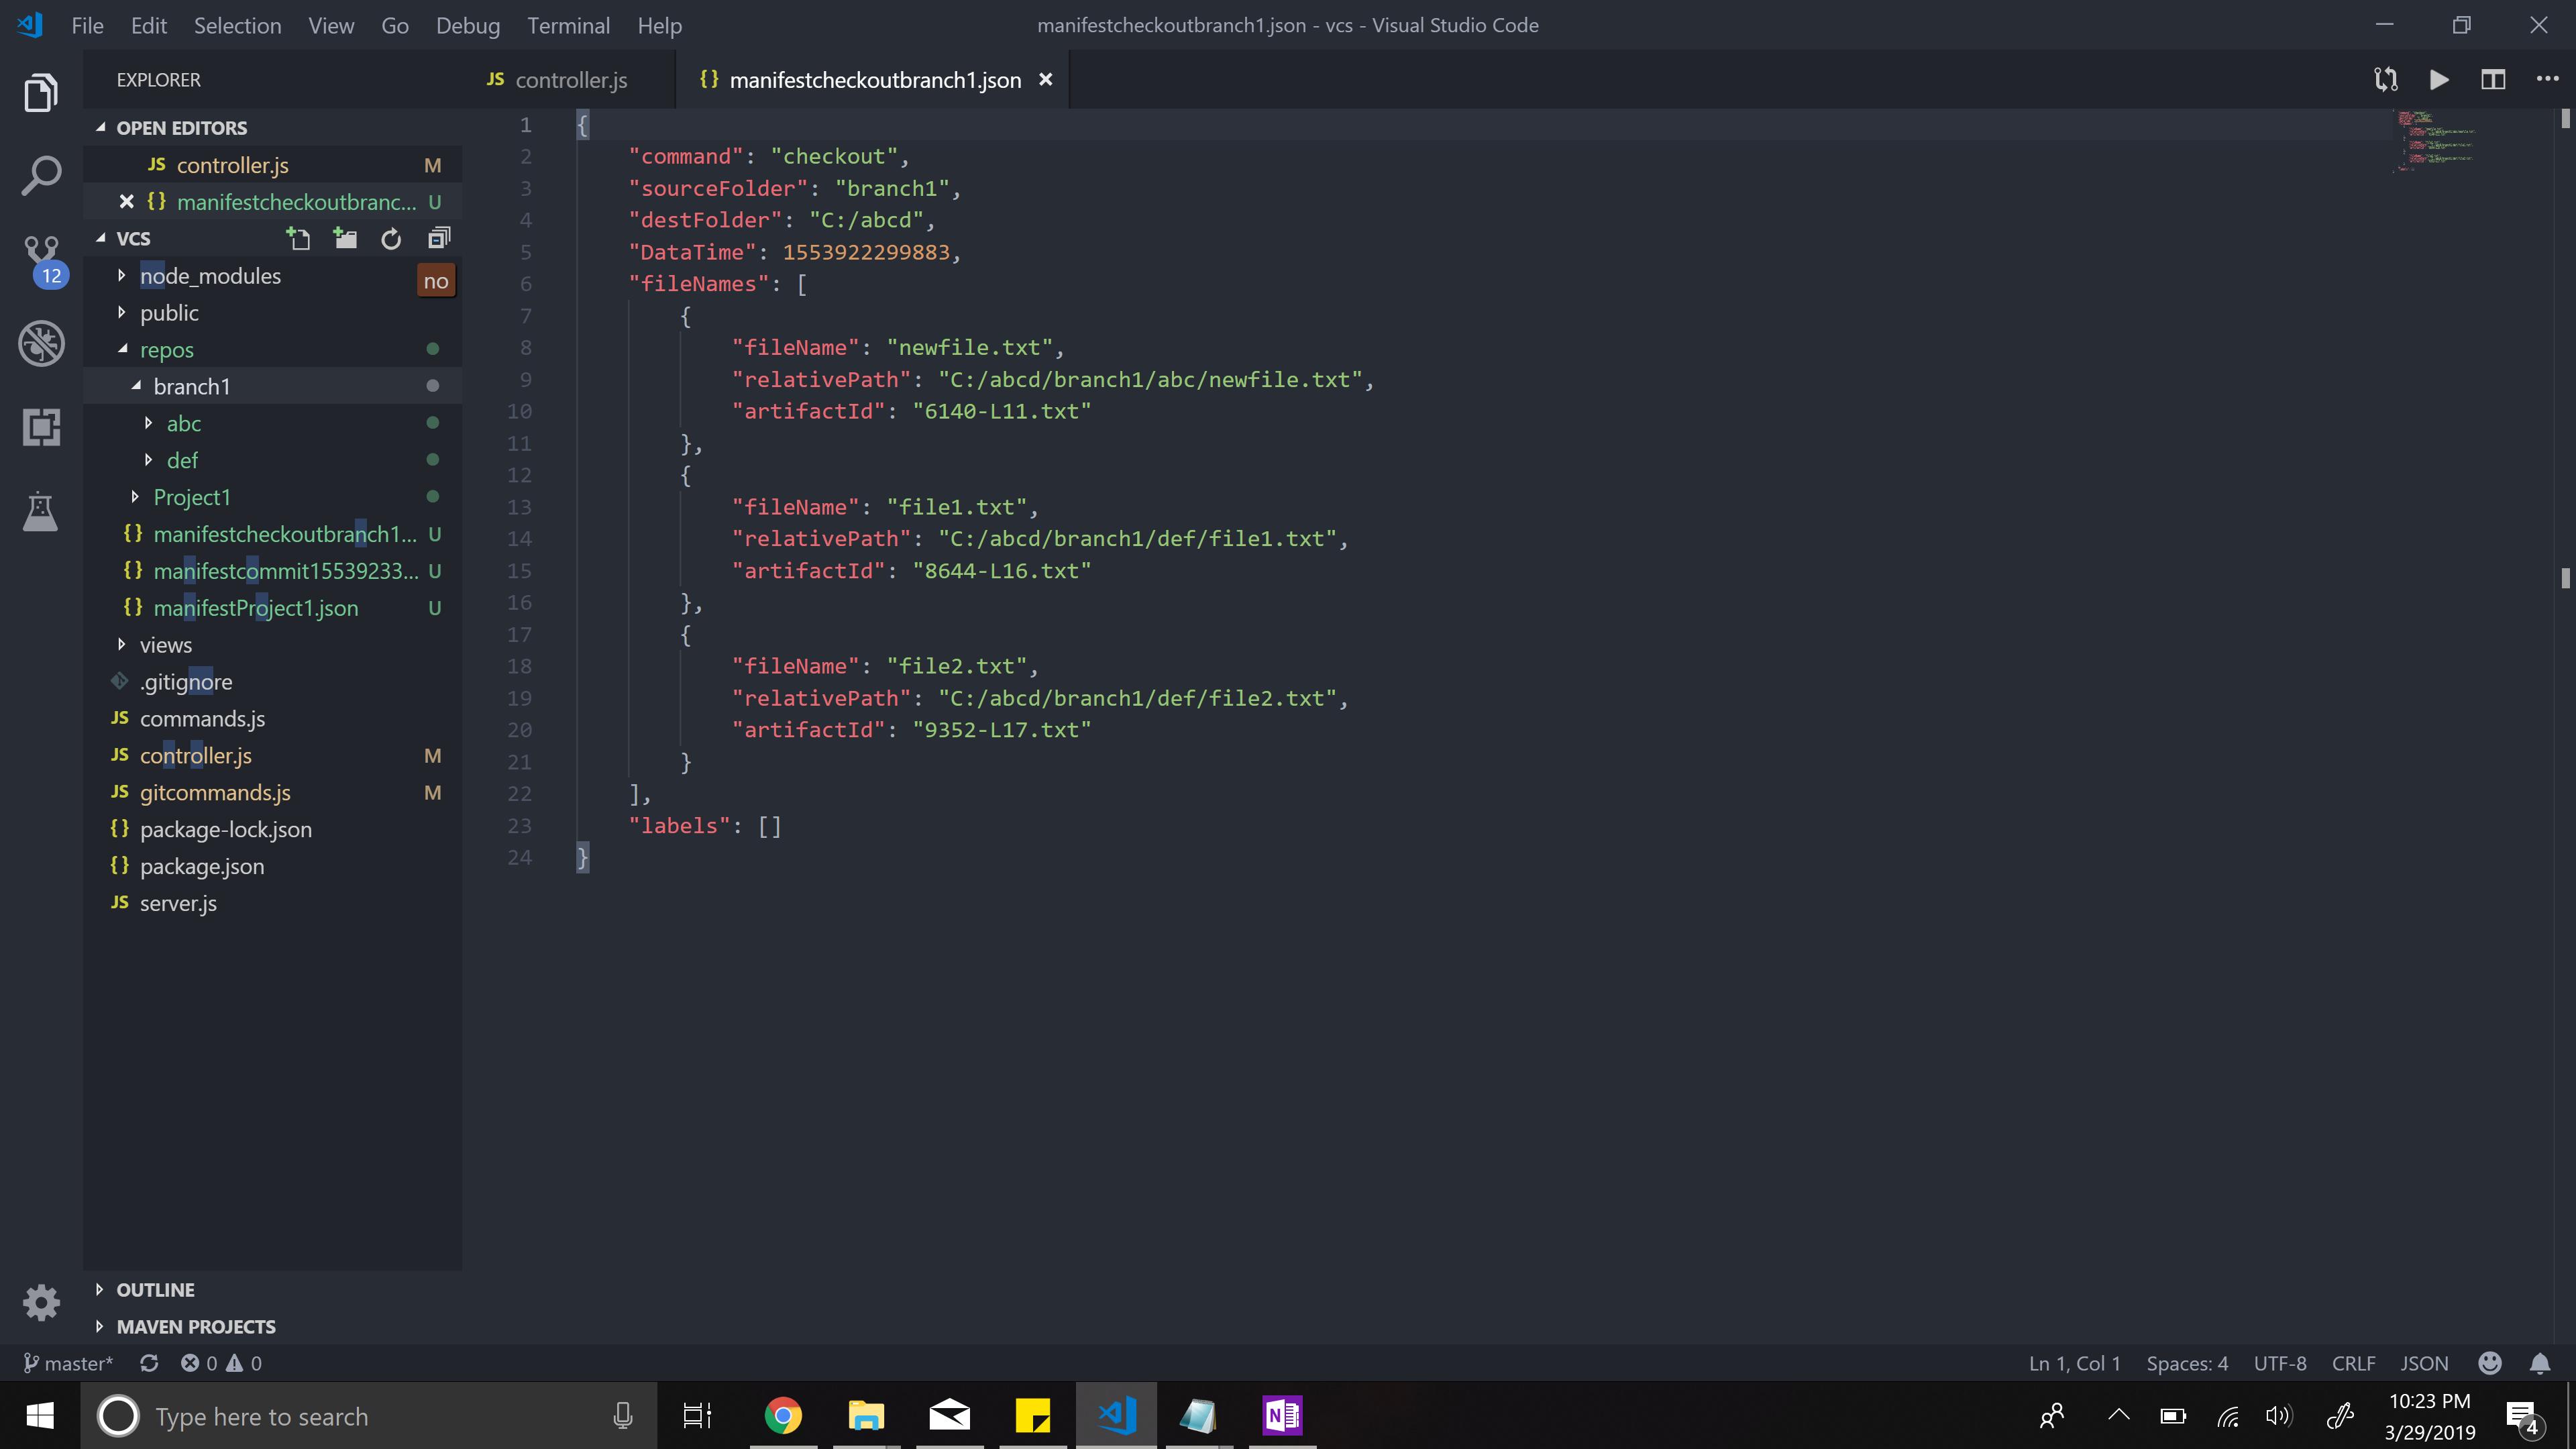 File Edit Selection View Go Debug Terminal Help
manifestcheckoutbranch1.json - vcs - Visual Studio Code
EXPLORER
JS controller.js
{} manifestcheckoutbranch1.json
OPEN EDITORS
JS controller.js M
{} manifestcheckoutbranc... U
VCS
12
node_modules
no
public
repos
branch1
abc
def
Project1
{} manifestcheckoutbranch1... U
{} manifestcommit15539233... U
{} manifestProject1.json U
views
.gitignore
JS commands.js
JS controller.js M
JS gitcommands.js M
{} package-lock.json
{} package.json
JS server.js
OUTLINE
MAVEN PROJECTS
1 {
2 "command": "checkout",
3 "sourceFolder": "branch1",
4 "destFolder": "C:/abcd",
5 "DataTime": 1553922299883,
6 "fileNames": [
7 {
8 "fileName": "newfile.txt",
9 "relativePath": "C:/abcd/branch1/abc/newfile.txt",
10 "artifactId": "6140-L11.txt"
11 },
12 {
13 "fileName": "file1.txt",
14 "relativePath": "C:/abcd/branch1/def/file1.txt",
15 "artifactId": "8644-L16.txt"
16 },
17 {
18 "fileName": "file2.txt",
19 "relativePath": "C:/abcd/branch1/def/file2.txt",
20 "artifactId": "9352-L17.txt"
21 }
22 ],
23 "labels": []
24 }
master* 0 0
Ln 1, Col 1 Spaces: 4 UTF-8 CRLF JSON
Type here to search
N
10:23 PM
3/29/2019
4